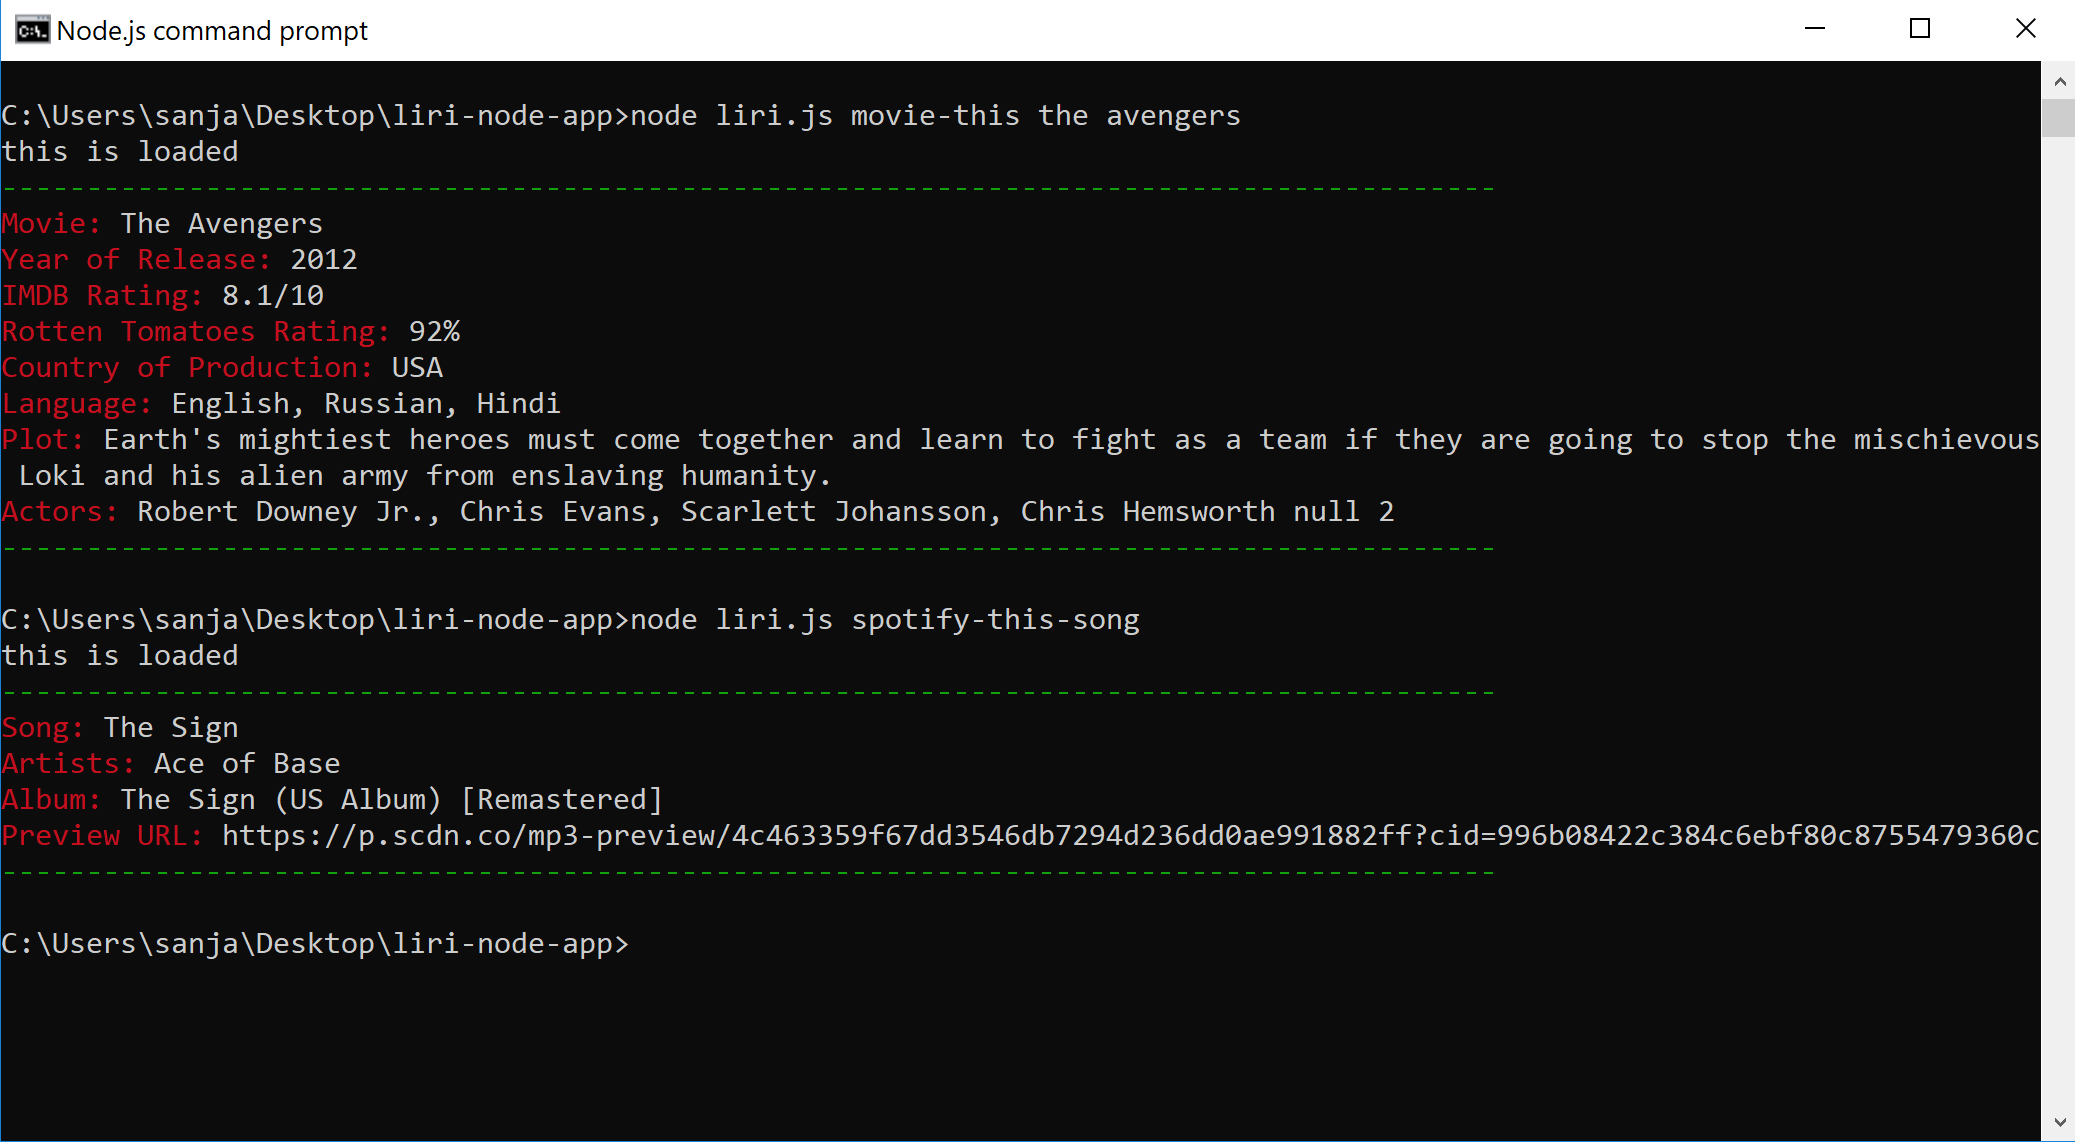 Node.js command prompt
C:\Users\sanja\Desktop\liri-node-app>node liri.js movie-this the avengers
this is loaded
----------------------------------------------------------------------------------------
Movie: The Avengers
Year of Release: 2012
IMDB Rating: 8.1/10
Rotten Tomatoes Rating: 92%
Country of Production: USA
Language: English, Russian, Hindi
Plot: Earth's mightiest heroes must come together and learn to fight as a team if they are going to stop the mischievous
 Loki and his alien army from enslaving humanity.
Actors: Robert Downey Jr., Chris Evans, Scarlett Johansson, Chris Hemsworth null 2
----------------------------------------------------------------------------------------
C:\Users\sanja\Desktop\liri-node-app>node liri.js spotify-this-song
this is loaded
----------------------------------------------------------------------------------------
Song: The Sign
Artists: Ace of Base
Album: The Sign (US Album) [Remastered]
Preview URL: https://p.scdn.co/mp3-preview/4c463359f67dd3546db7294d236dd0ae991882ff?cid=996b08422c384c6ebf80c8755479360c
----------------------------------------------------------------------------------------
C:\Users\sanja\Desktop\liri-node-app>